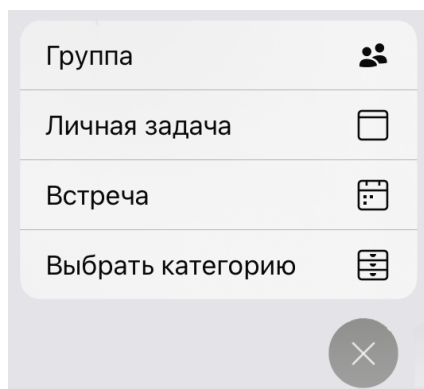 Группа
Личная задача
Встреча
Выбрать категорию